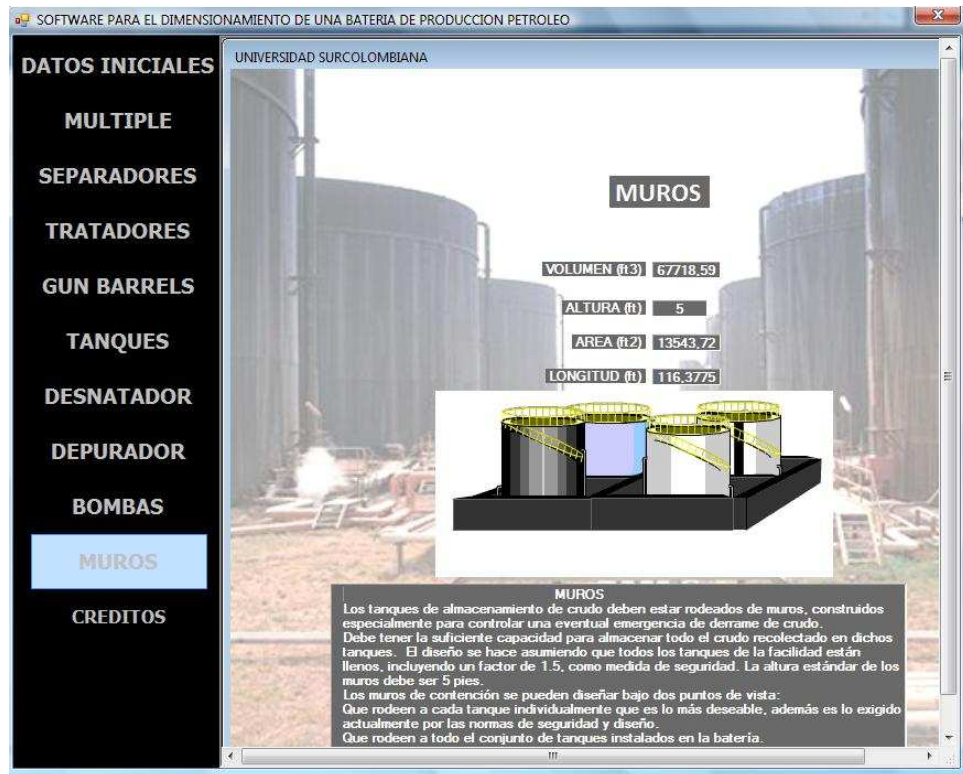 SOFTWARE PARA EL DIMENSIONAMIENTO DE UNA BATERIA DE PRODUCCION PETROLEO
DATOS INICIALES
MULTIPLE
SEPARADORES
TRATADORES
GUN BARRELS
TANQUES
DESNATADOR
DEPURADOR
BOMBAS
MUROS
CREDITOS
UNIVERSIDAD SURCOLOMBIANA
MUROS
VOLUMEN (ft3) 67718,59
ALTURA (ft) 5
AREA (ft2) 13543,72
LONGITUD (ft) 116,3775
MUROS
Los tanques de almacenamiento de crudo deben estar rodeados de muros, construidos
especialmente para controlar una eventual emergencia de derrame de crudo.
Debe tener la suficiente capacidad para almacenar todo el crudo recolectado en dichos
tanques. El diseño se hace asumiendo que todos los tanques de la facilidad están
llenos, incluyendo un factor de 1.5, como medida de seguridad. La altura estándar de los
muros debe ser 5 pies.
Los muros de contención se pueden diseñar bajo dos puntos de vista:
Que rodeen a cada tanque individualmente que es lo más deseable, además es lo exigido
actualmente por las normas de seguridad y diseño.
Que rodeen a todo el conjunto de tanques instalados en la batería.